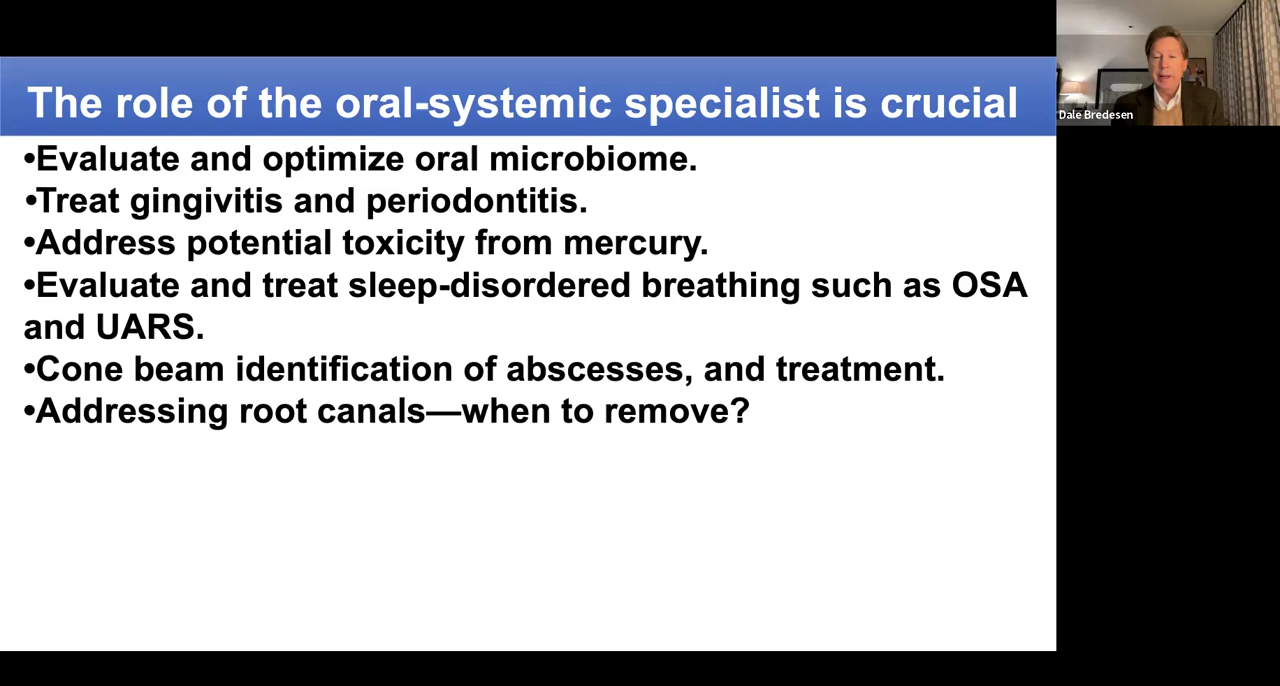 The role of the oral-systemic specialist is crucial
•Evaluate and optimize oral microbiome.
•Treat gingivitis and periodontitis.
•Address potential toxicity from mercury.
•Evaluate and treat sleep-disordered breathing such as OSA
and UARS.
•Cone beam identification of abscesses, and treatment.
•Addressing root canals—when to remove?
Dale Bredesen